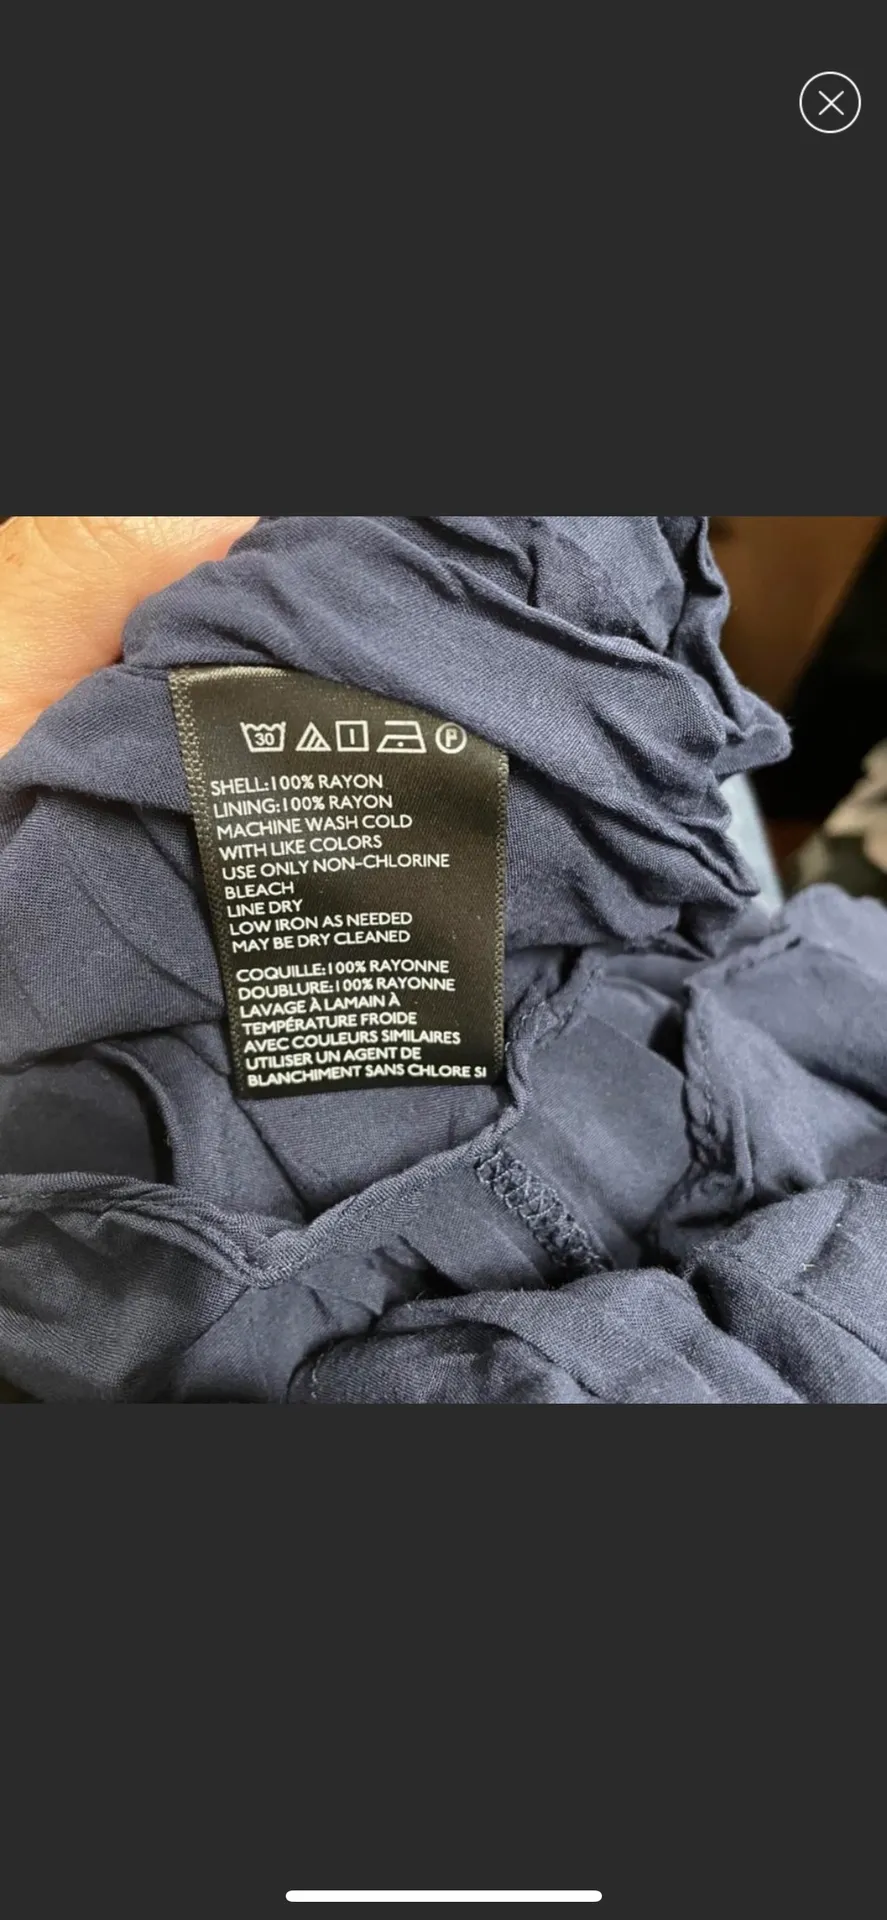 30 P
SHELL:100% RAYON
LINING:100% RAYON
MACHINE WASH COLD
WITH LIKE COLORS
USE ONLY NON-CHLORINE
BLEACH
LINE DRY
LOW IRON AS NEEDED
MAY BE DRY CLEANED
COQUILLE:100% RAYONNE
DOUBLURE:100% RAYONNE
LAVAGE À LAMAIN À
TEMPÉRATURE FROIDE
AVEC COULEURS SIMILAIRES
UTILISER UN AGENT DE
BLANCHIMENT SANS CHLORE SI